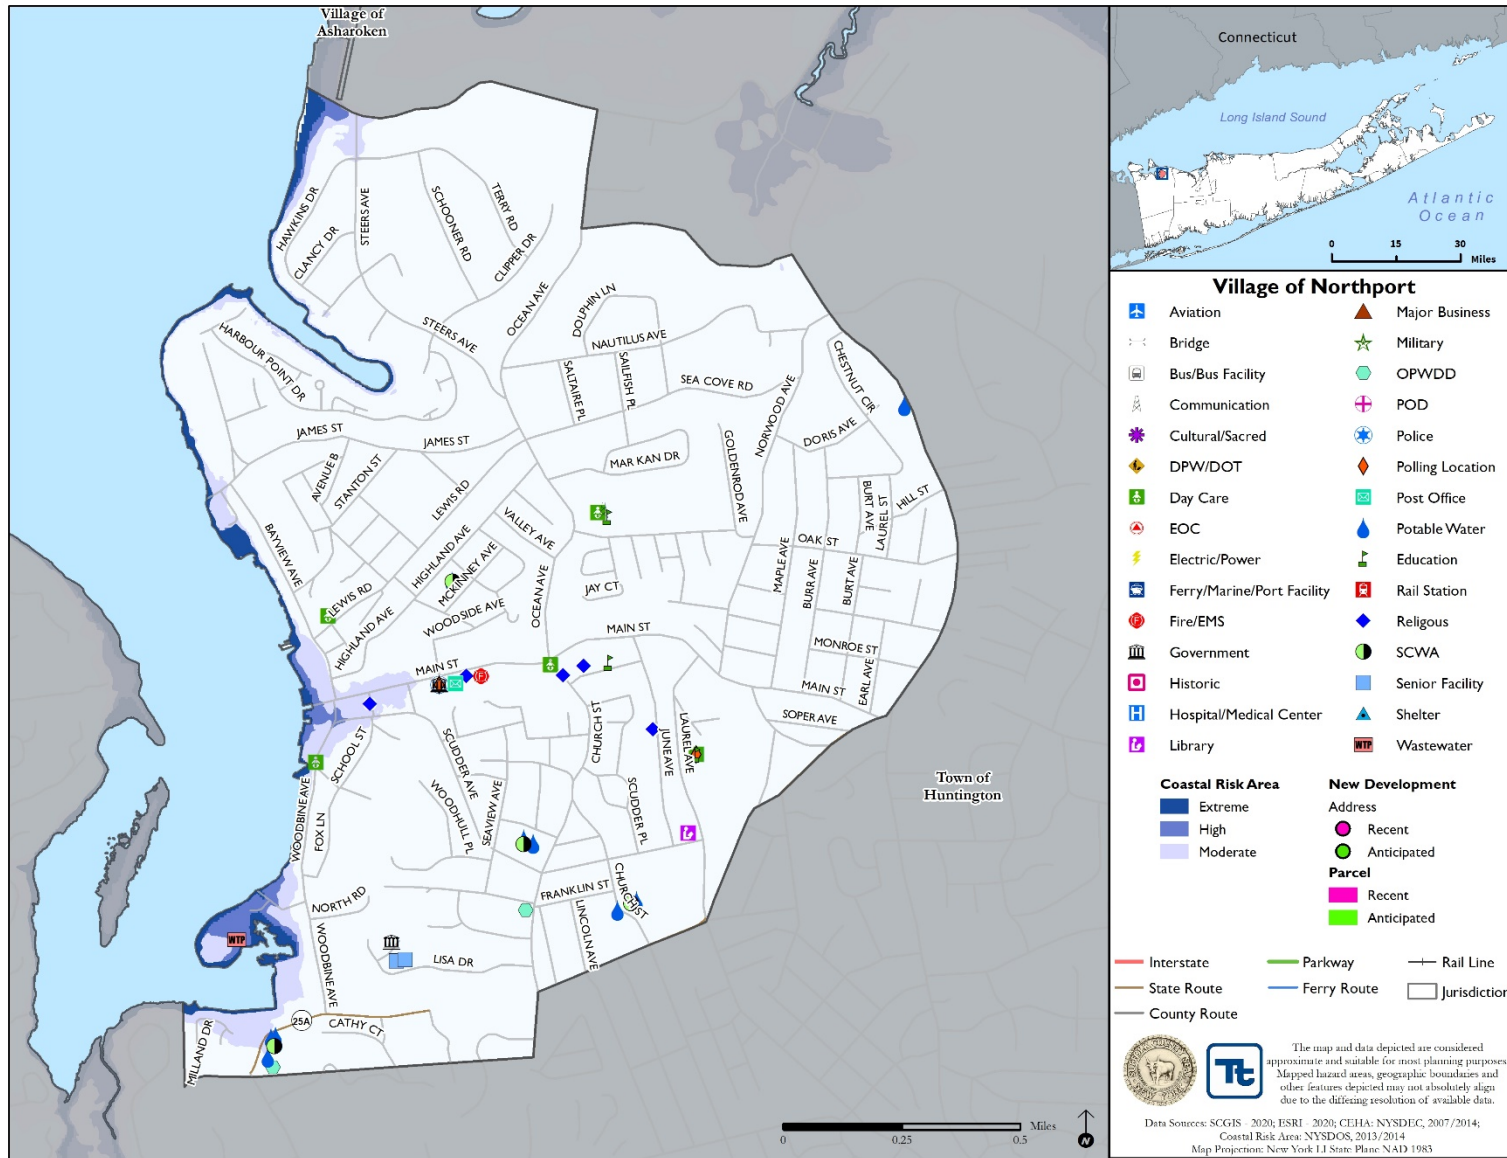 Village of
Asharoken
HAWKINS DR
CLANCY DR
STEERS AVE
SCHOONER RD
TERRY RD
CLIPPER DR
OCEAN AVE
DOLPHIN LN
STEERS AVE
NAUTILUS AVE
HARBOUR POINT DR
SALTAIRE PL
SAILFISH PL
SEA COVE RD
CHESTNUT CIR
NORWOOD AVE
DORIS AVE
JAMES ST
JAMES ST
AVENUE B
STANTON ST
MAR KAN DR
GOLDENROD AVE
LEWIS RD
VALLEY AVE
BURT AVE
LAUREL ST
HILL ST
BAYVIEW AVE
HIGHLAND AVE
MCKINNEY AVE
OAK ST
MAPLE AVE
BURR AVE
BURT AVE
LEWIS RD
WOODSIDE AVE
OCEAN AVE
JAY CT
HIGHLAND AVE
MAIN ST
MAIN ST
MONROE ST
EARL AVE
MAIN ST
SOPER AVE
SCHOOL ST
CHURCH ST
JUNE AVE
LAUREL AVE
SCUDDER AVE
WOODHULL PL
SEAVIEW AVE
SCUDDER PL
Town of
Huntington
WOODBINE AVE
FOX LN
NORTH RD
FRANKLIN ST
CHURCH ST
LINCOLN AVE
WTP
WOODBINE AVE
LISA DR
25A
CATHY CT
MILLAND DR
Miles
0
0.25
0.5
N
Connecticut
Long Island Sound
Atlantic
Ocean
0
15
30
Miles
Village of Northport
Aviation
Major Business
Bridge
Military
Bus/Bus Facility
OPWDD
Communication
POD
Cultural/Sacred
Police
DPW/DOT
Polling Location
Day Care
Post Office
EOC
Potable Water
Electric/Power
Education
Ferry/Marine/Port Facility
Rail Station
Fire/EMS
Religous
Government
SCWA
Historic
Senior Facility
Hospital/Medical Center
Shelter
Library
WTP
Wastewater
Coastal Risk Area
New Development
Extreme
Address
High
Recent
Moderate
Anticipated
Parcel
Recent
Anticipated
Interstate
Parkway
Rail Line
State Route
Ferry Route
Jurisdiction
County Route
Tt
The map and data depicted are considered
approximate and suitable for most planning purposes.
Mapped hazard areas, geographic boundaries and
other features depicted may not absolutely align
due to the differing resolution of available data.
Data Sources: SCGIS - 2020; ESRI - 2020; CEHA: NYSDEC, 2007/2014;
Coastal Risk Area: NYSDOS, 2013/2014
Map Projection: New York LI State Plane NAD 1983